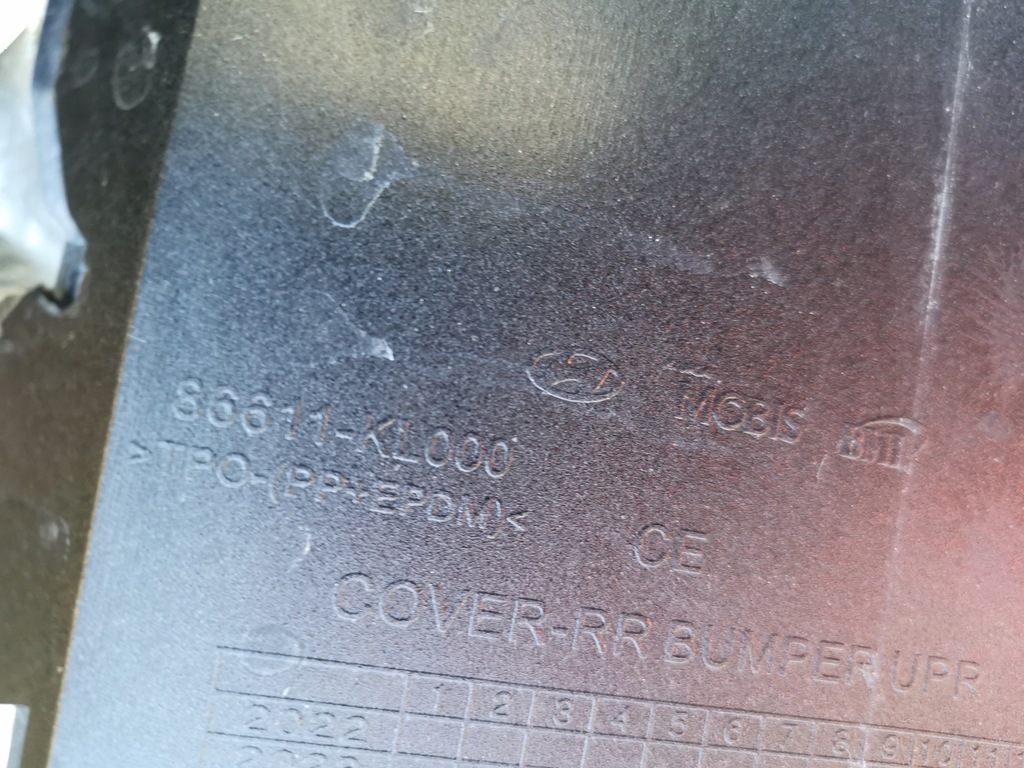 MOBIS
86611-KL000
>TPO-(PP+EPDM)<
CE
COVER-RR BUMPER UPR
1 2 3 4 5 6 7 8 9 10 11
2022